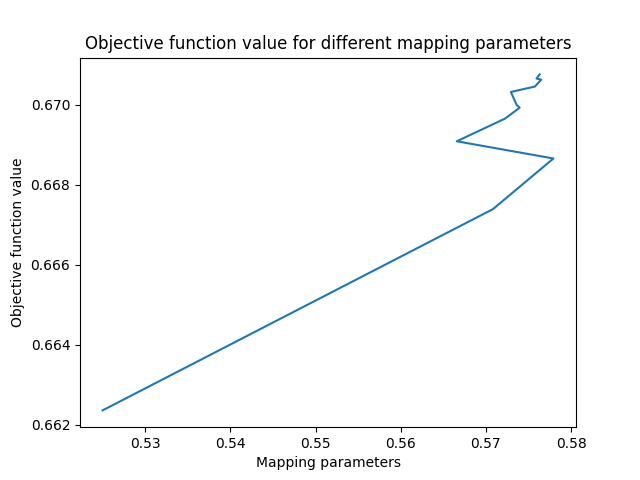 Objective function value for different mapping parameters
Objective function value
0.670
0.668
0.666
0.664
0.662
0.53 0.54 0.55 0.56 0.57 0.58
Mapping parameters